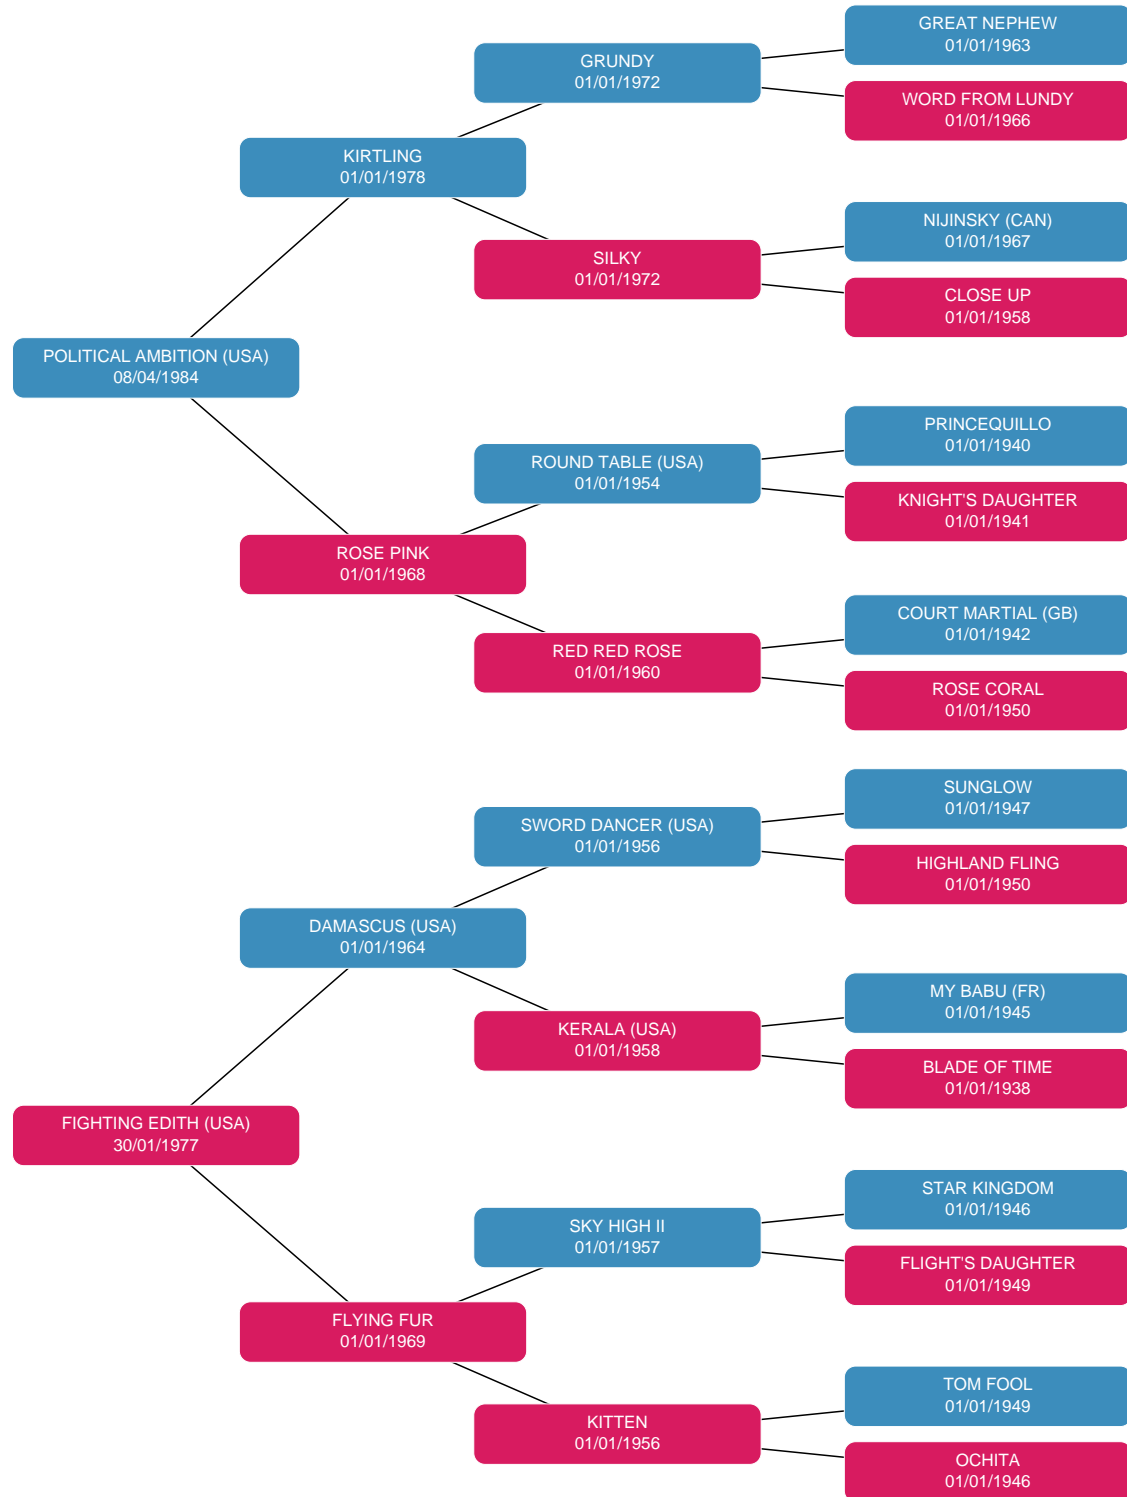 GREAT NEPHEW
01/01/1963
GRUNDY
01/01/1972
WORD FROM LUNDY
01/01/1966
KIRTLING
01/01/1978
NIJINSKY (CAN)
01/01/1967
SILKY
01/01/1972
CLOSE UP
01/01/1958
POLITICAL AMBITION (USA)
08/04/1984
PRINCEQUILLO
01/01/1940
ROUND TABLE (USA)
01/01/1954
KNIGHT'S DAUGHTER
01/01/1941
ROSE PINK
01/01/1968
COURT MARTIAL (GB)
01/01/1942
RED RED ROSE
01/01/1960
ROSE CORAL
01/01/1950
SUNGLOW
01/01/1947
SWORD DANCER (USA)
01/01/1956
HIGHLAND FLING
01/01/1950
DAMASCUS (USA)
01/01/1964
MY BABU (FR)
01/01/1945
KERALA (USA)
01/01/1958
BLADE OF TIME
01/01/1938
FIGHTING EDITH (USA)
30/01/1977
STAR KINGDOM
01/01/1946
SKY HIGH II
01/01/1957
FLIGHT'S DAUGHTER
01/01/1949
FLYING FUR
01/01/1969
TOM FOOL
01/01/1949
KITTEN
01/01/1956
OCHITA
01/01/1946